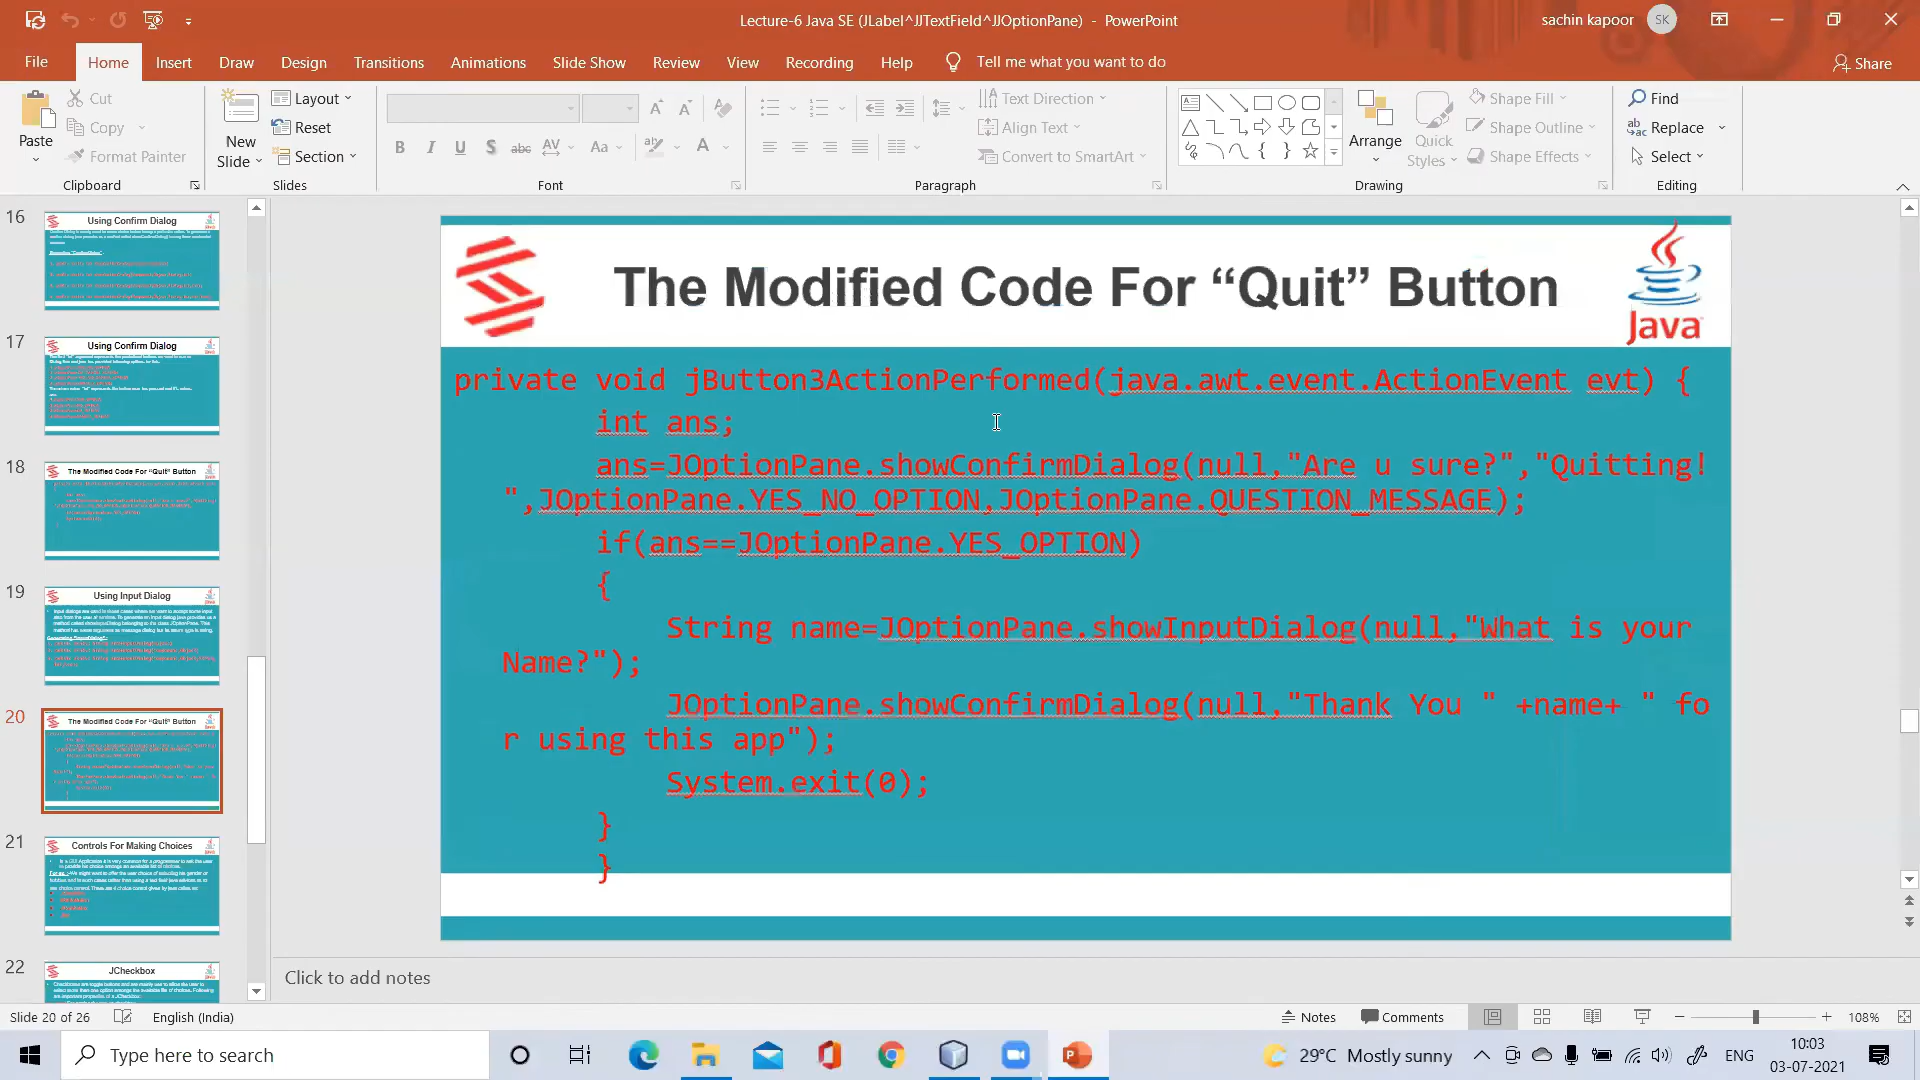 Lecture-6 Java SE (JLabel^JJTextField^JJOptionPane) - PowerPoint
sachin kapoor SK
File Home Insert Draw Design Transitions Animations Slide Show Review View Recording Help Tell me what you want to do Share
Paste
Cut
Copy
Format Painter
Clipboard
New
Slide
Layout
Reset
Section
Slides
B I U S abc AV Aa A
Font
Text Direction
Align Text
Convert to SmartArt
Paragraph
Arrange
Quick
Styles
Shape Fill
Shape Outline
Shape Effects
Drawing
Find
Replace
Select
Editing
16
Using Confirm Dialog
17
Using Confirm Dialog
18
The Modified Code For “Quit” Button
19
Using Input Dialog
20
The Modified Code For “Quit” Button
21
Controls For Making Choices
22
JCheckbox
The Modified Code For “Quit” Button
Java
private void jButton3ActionPerformed(java.awt.event.ActionEvent evt) {
int ans;
ans=JOptionPane.showConfirmDialog(null,"Are u sure?","Quitting!
",JOptionPane.YES_NO_OPTION,JOptionPane.QUESTION_MESSAGE);
if(ans==JOptionPane.YES_OPTION)
{
String name=JOptionPane.showInputDialog(null,"What is your
Name?");
JOptionPane.showConfirmDialog(null,"Thank You " +name+ " fo
r using this app");
System.exit(0);
}
}
Click to add notes
Slide 20 of 26 English (India) Notes Comments 108%
Type here to search
29°C Mostly sunny ENG
10:03
03-07-2021